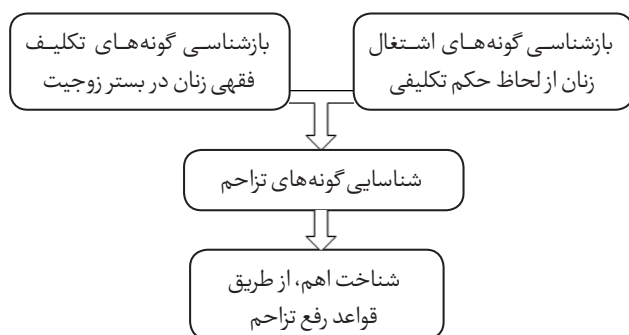 بازشناسی گونه‌های اشتغال
زنان از لحاظ حکم تکلیفی
بازشناسی گونه‌های تکلیف
فقهی زنان در بستر زوجیت
شناسایی گونه‌های تزاحم
شناخت اهم، از طریق
قواعد رفع تزاحم